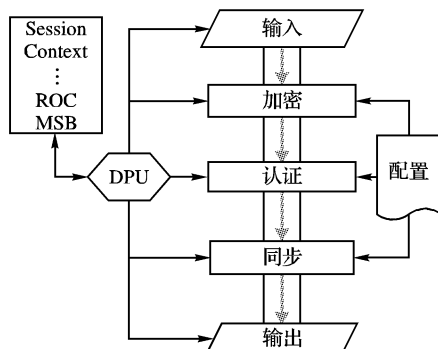 Session
Context
⋮
ROC
MSB
输入
加密
DPU
认证
配置
同步
输出